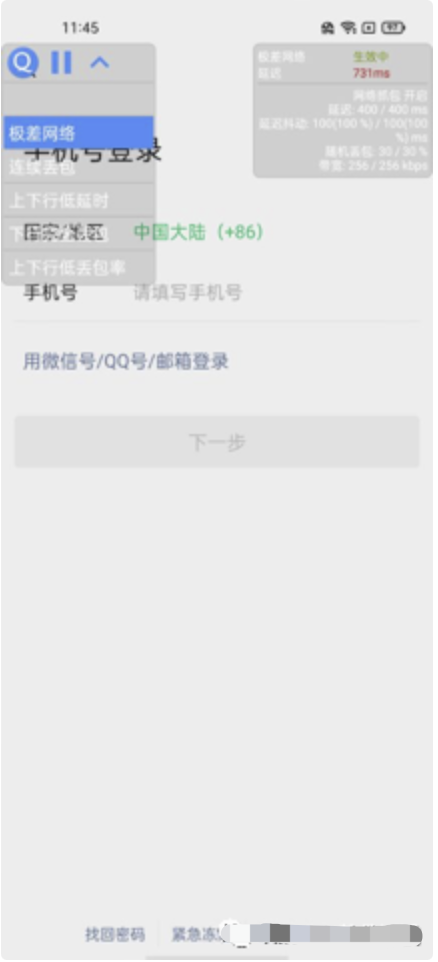 11:45
97
极差网络
连续丢包
上下行低延时
上下行低丢包率
极差网络 生效中
延迟 731ms
网络抓包 开启
延迟: 400 / 400 ms
延迟抖动: 100(100 %) / 100(100
%) ms
随机丢包: 30 / 30 %
带宽: 256 / 256 kbps
手机号登录
国家/地区 中国大陆（+86）
手机号 请填写手机号
用微信号/QQ号/邮箱登录
下一步
找回密码 紧急冻